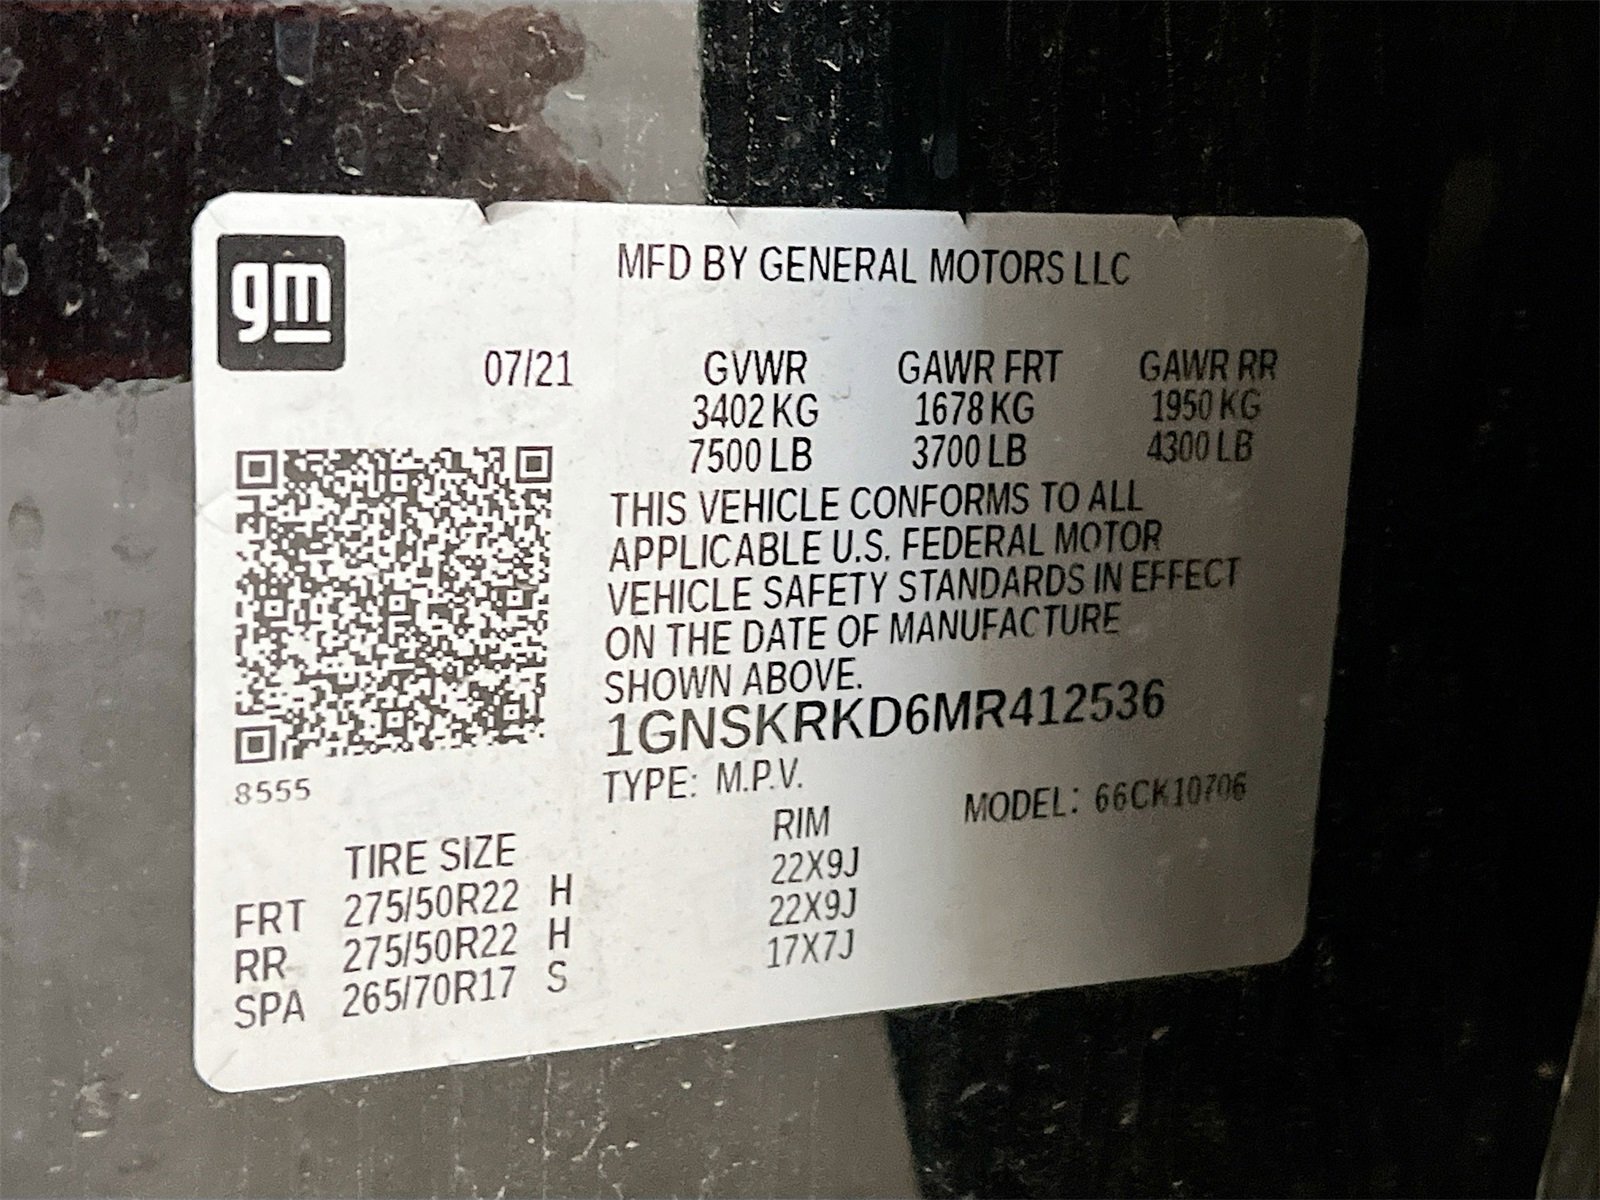 gm
MFD BY GENERAL MOTORS LLC
07/21 GVWR GAWR FRT GAWR RR
3402 KG 1678 KG 1950 KG
7500 LB 3700 LB 4300 LB
THIS VEHICLE CONFORMS TO ALL
APPLICABLE U.S. FEDERAL MOTOR
VEHICLE SAFETY STANDARDS IN EFFECT
ON THE DATE OF MANUFACTURE
SHOWN ABOVE.
1GNSKRKD6MR412536
8555
TYPE: M.P.V. MODEL: 66CK10706
TIRE SIZE RIM
FRT 275/50R22 H 22X9J
RR 275/50R22 H 22X9J
SPA 265/70R17 S 17X7J